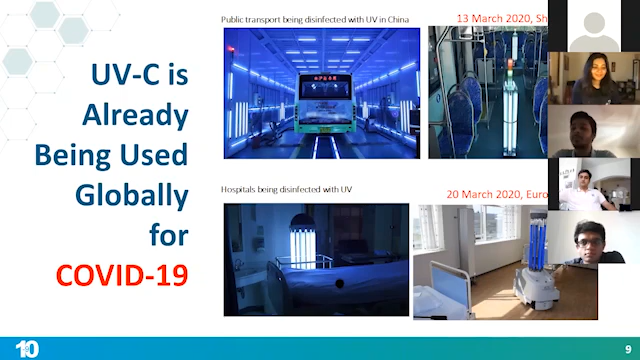 UV-C is
Already
Being Used
Globally
for
COVID-19
Public transport being disinfected with UV in China
13 March 2020, Sh
Hospitals being disinfected with UV
20 March 2020, Euro
10
9